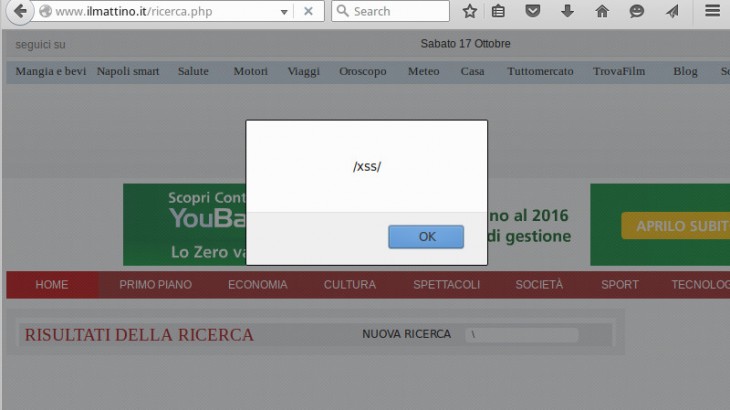 www.ilmattino.it/ricerca.php
Search
seguici su
Sabato 17 Ottobre
Mangia e bevi Napoli smart Salute Motori Viaggi Oroscopo Meteo Casa Tuttomercato TrovaFilm Blog
/xss/
OK
Scopri Cont
YouBa
Lo Zero va
no al 2016
di gestione
APRILO SUBIT
HOME PRIMO PIANO ECONOMIA CULTURA SPETTACOLI SOCIETÀ SPORT TECNOLOG
RISULTATI DELLA RICERCA NUOVA RICERCA \